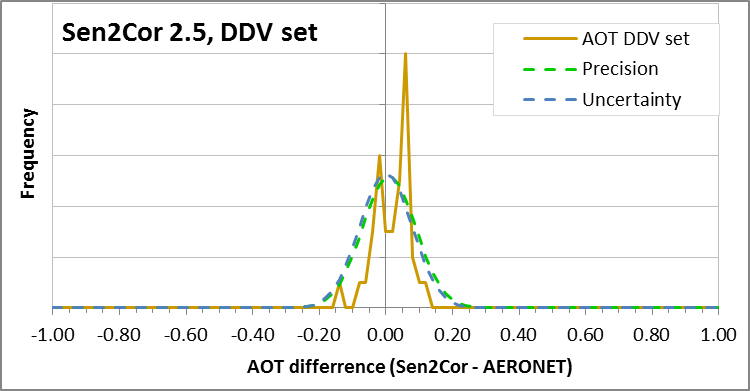 Sen2Cor 2.5, DDV set
AOT DDV set
Precision
Uncertainty
Frequency
-1.00 -0.80 -0.60 -0.40 -0.20 0.00 0.20 0.40 0.60 0.80 1.00
AOT differrence (Sen2Cor - AERONET)